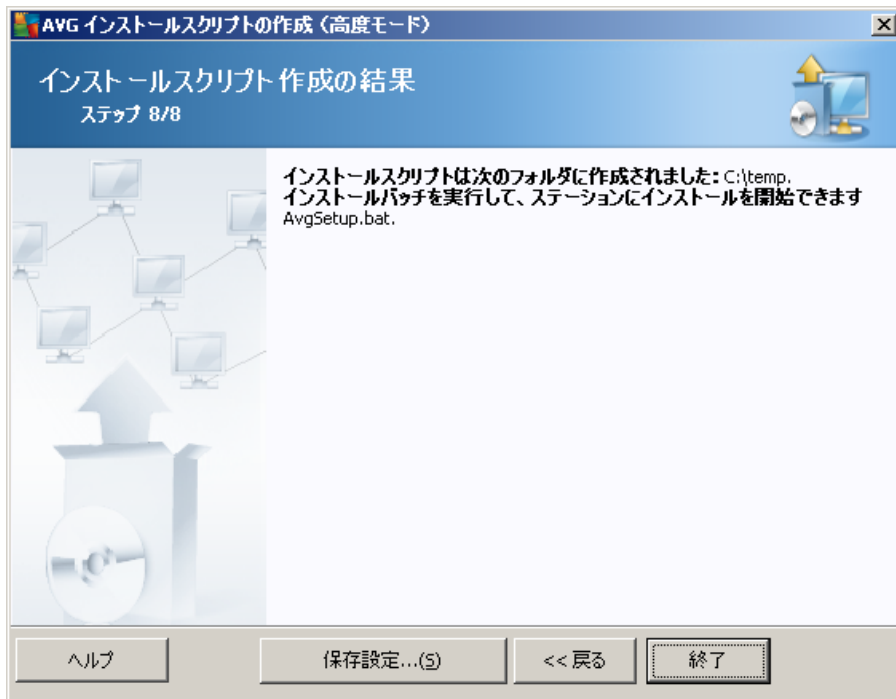 AVG インストールスクリプトの作成 （高度モード）
インストールスクリプト作成の結果
ステップ 8/8
インストールスクリプトは次のフォルダに作成されました: C:\temp.
インストールバッチを実行して、ステーションにインストールを開始できます
AvgSetup.bat.
ヘルプ
保存設定...(S)
<< 戻る
終了